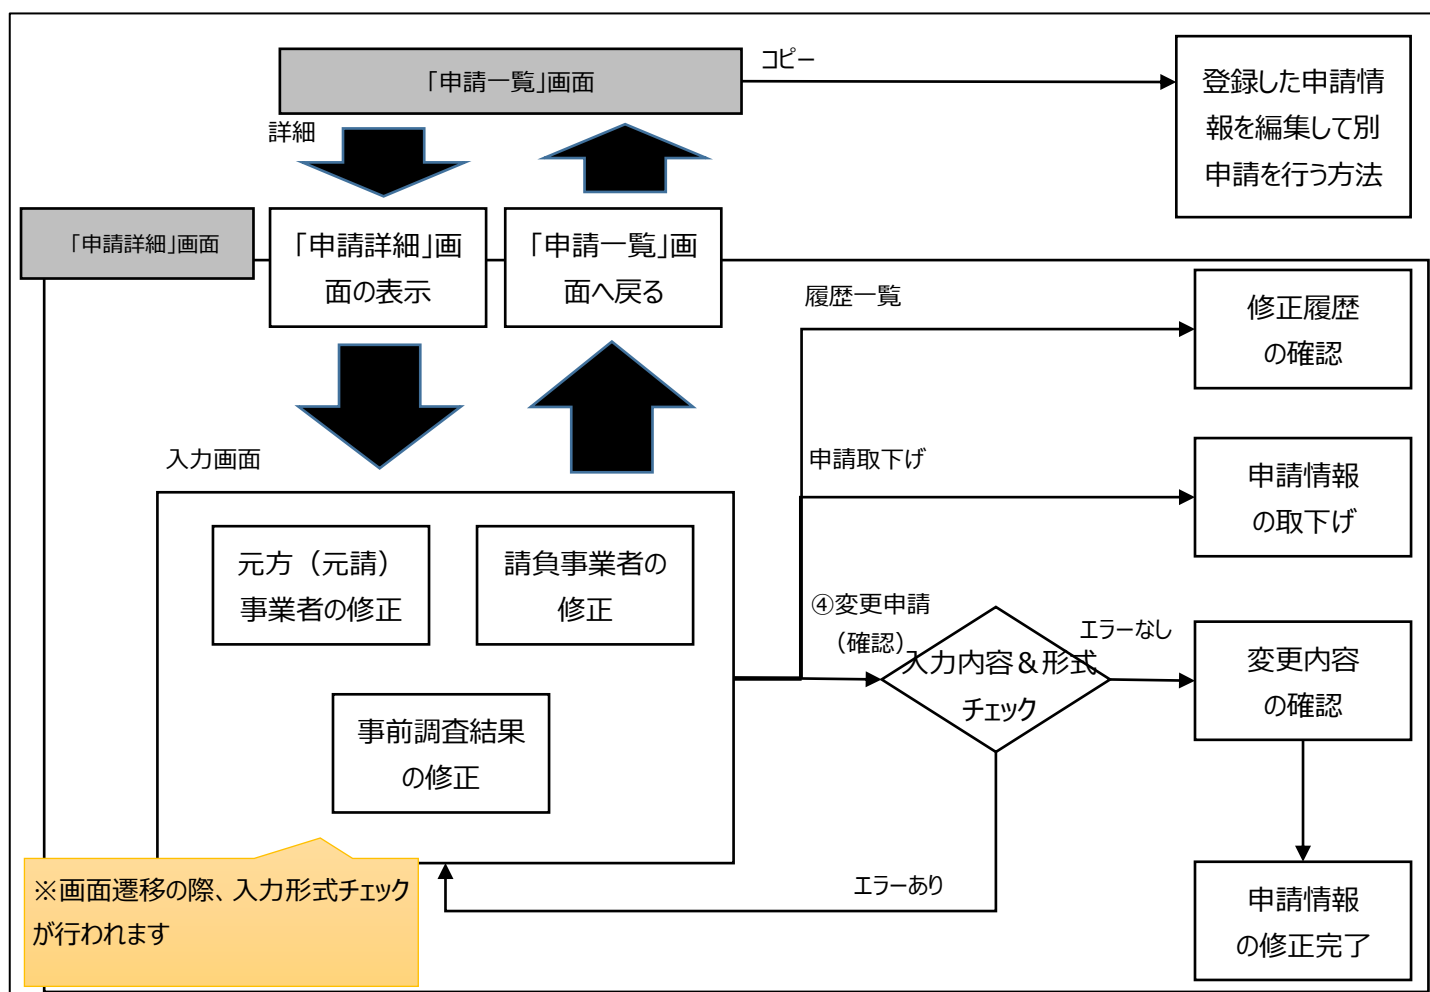 「申請一覧」画面
コピー
登録した申請情
報を編集して別
申請を行う方法
詳細
「申請詳細」画面
「申請詳細」画
面の表示
「申請一覧」画
面へ戻る
履歴一覧
修正履歴
の確認
入力画面
申請取下げ
申請情報
の取下げ
元方（元請）
事業者の修正
請負事業者の
修正
事前調査結果
の修正
④変更申請
（確認）
入力内容＆形式
チェック
エラーなし
変更内容
の確認
エラーあり
※画面遷移の際、入力形式チェック
が行われます
申請情報
の修正完了